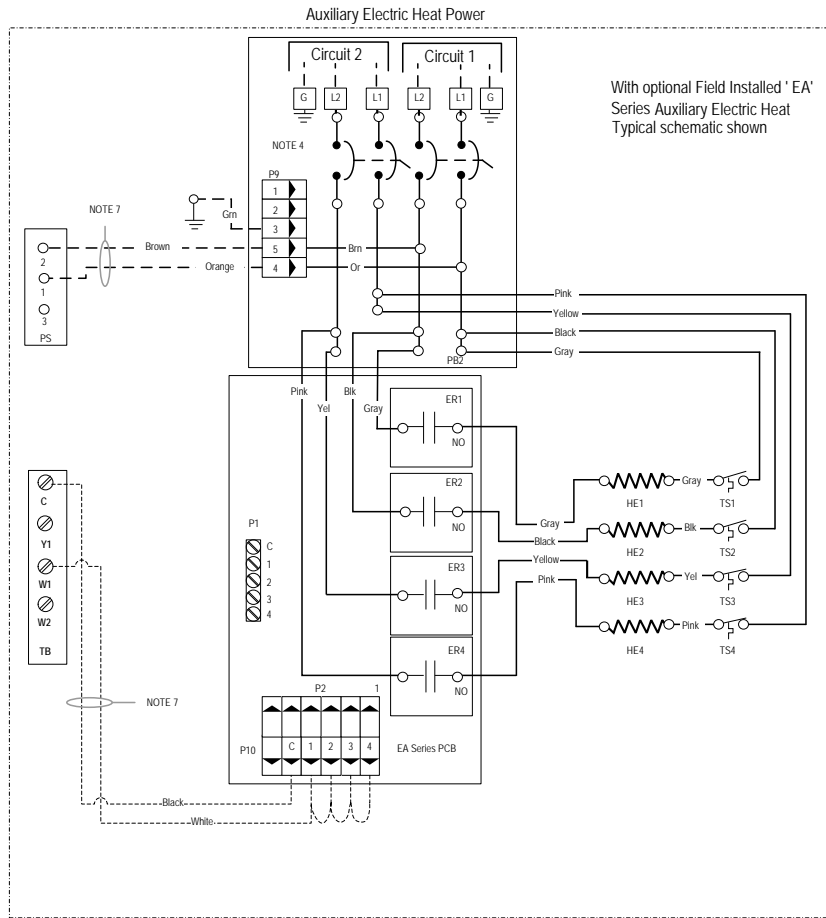 Auxiliary Electric Heat Power
Circuit 2
Circuit 1
With optional Field Installed ' EA'
Series Auxiliary Electric Heat
Typical schematic shown
G
L2
L1
L2
L1
G
NOTE 4
P9
1
2
3
5
4
Grn
NOTE 7
Brown
Brn
Orange
Or
2
1
3
PS
Pink
Yellow
Black
Gray
PB2
Pink
Yel
Blk
Gray
ER1
NO
ER2
NO
ER3
NO
ER4
NO
Gray
Black
Yellow
Pink
Gray
HE1
TS1
Blk
HE2
TS2
Yel
HE3
TS3
Pink
HE4
TS4
C
Y1
W1
W2
TB
P1
C
1
2
3
4
NOTE 7
P2
1
P10
C
1
2
3
4
EA Series PCB
Black
White